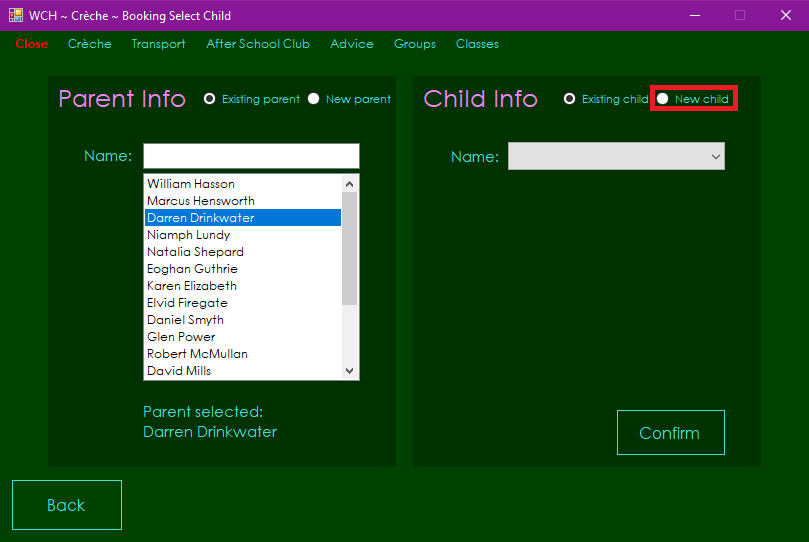 WCH ~ Crèche ~ Booking Select Child
Close Crèche Transport After School Club Advice Groups Classes
Parent Info Existing parent New parent
Name:
William Hasson
Marcus Hensworth
Darren Drinkwater
Niamph Lundy
Natalia Shepard
Eoghan Guthrie
Karen Elizabeth
Elvid Firegate
Daniel Smyth
Glen Power
Robert McMullan
David Mills
Parent selected:
Darren Drinkwater
Child Info Existing child New child
Name:
Confirm
Back